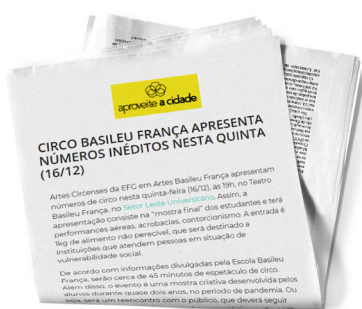 aproveite a cidade
CIRCO BASILEU FRANÇA APRESENTA
NÚMEROS INÉDITOS NESTA QUINTA
(16/12)
Artes Circenses da EFG em Artes Basileu França apresentam
números de circo nesta quinta-feira (16/12), às 19h, no Teatro
Basileu França, no Setor Leste Universitário. Assim, a
apresentação consiste na "mostra final" dos estudantes e terá
performances aéreas, acrobacias, contorcionismo. A entrada é
1kg de alimento não perecível, que será destinado a
instituições que atendem pessoas em situação de
vulnerabilidade social.
De acordo com informações divulgadas pela Escola Basileu
França, serão cerca de 45 minutos de espetáculo de circo.
Além disso, o evento é uma mostra criativa desenvolvida pelos
alunos durante quase dois anos, no período de pandemia. Ou
seja, será um reencontro com o público, que deverá seguir